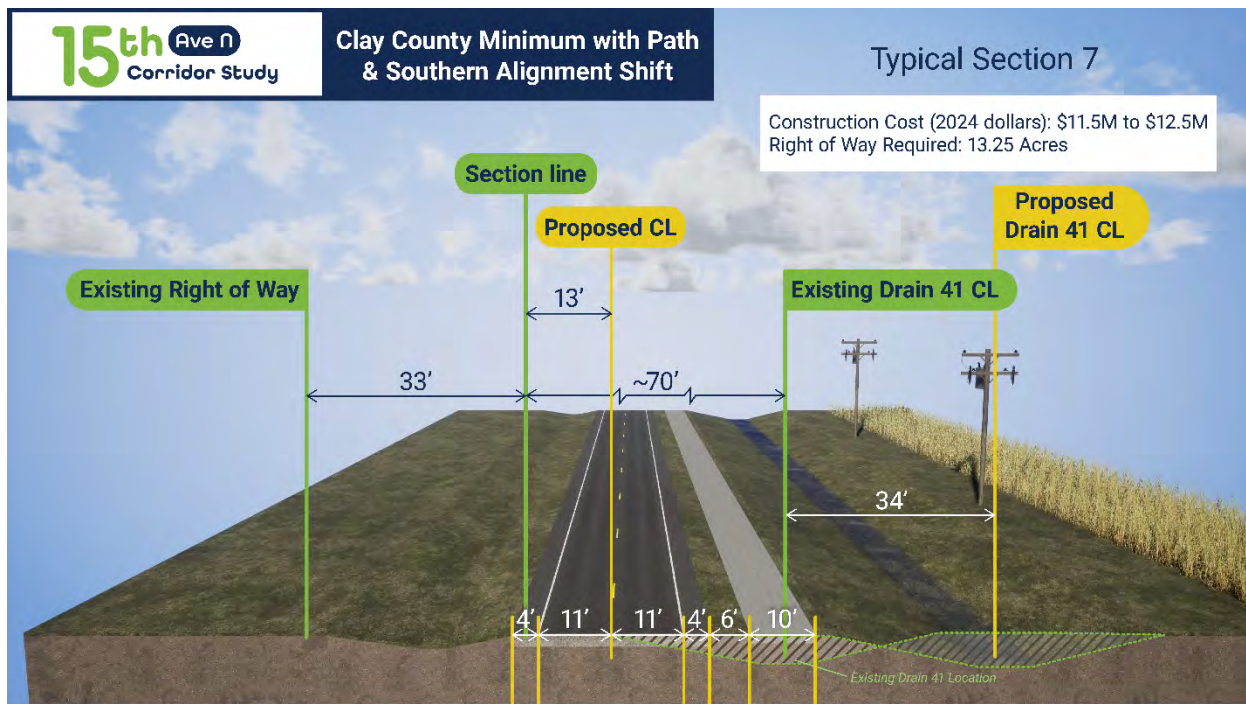 15th Ave N
Corridor Study
Clay County Minimum with Path
& Southern Alignment Shift
Typical Section 7
Construction Cost (2024 dollars): $11.5M to $12.5M
Right of Way Required: 13.25 Acres
Section line
Proposed CL
Proposed
Drain 41 CL
Existing Right of Way
Existing Drain 41 CL
13’
33’
~70’
34’
4’
11’
11’
4’
6’
10’
Existing Drain 41 Location